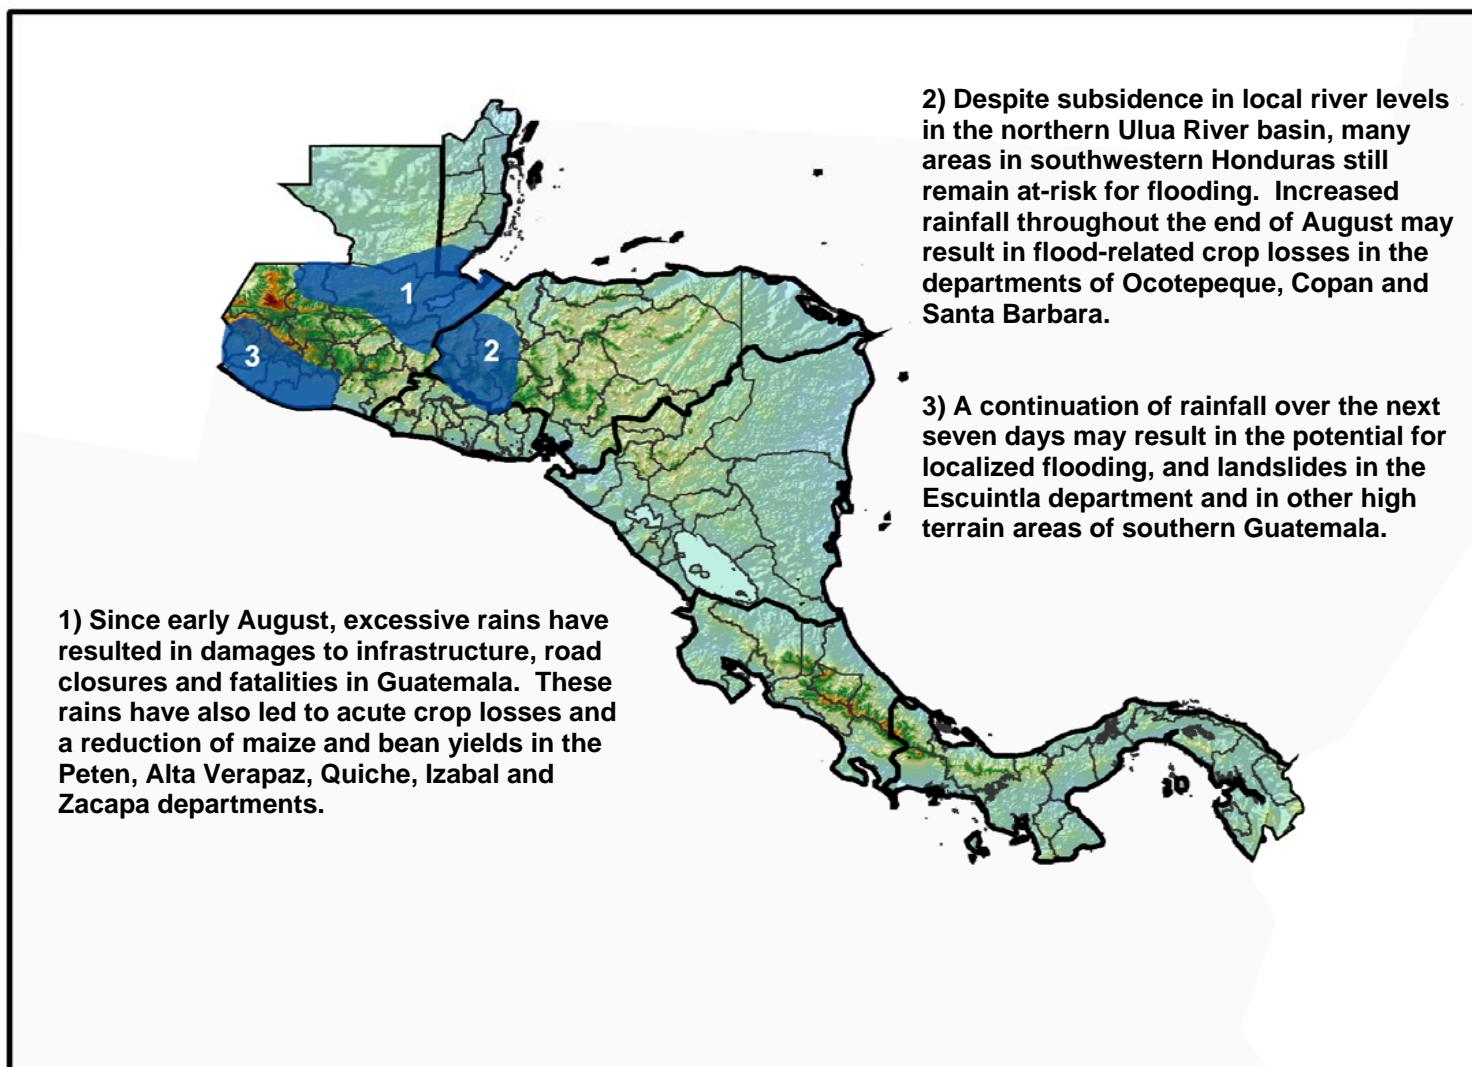 2) Despite subsidence in local river levels
in the northern Ulua River basin, many
areas in southwestern Honduras still
remain at-risk for flooding.  Increased
rainfall throughout the end of August may
result in flood-related crop losses in the
departments of Ocotepeque, Copan and
Santa Barbara.
1
2
3
3) A continuation of rainfall over the next
seven days may result in the potential for
localized flooding, and landslides in the
Escuintla department and in other high
terrain areas of southern Guatemala.
1) Since early August, excessive rains have
resulted in damages to infrastructure, road
closures and fatalities in Guatemala.  These
rains have also led to acute crop losses and
a reduction of maize and bean yields in the
Peten, Alta Verapaz, Quiche, Izabal and
Zacapa departments.